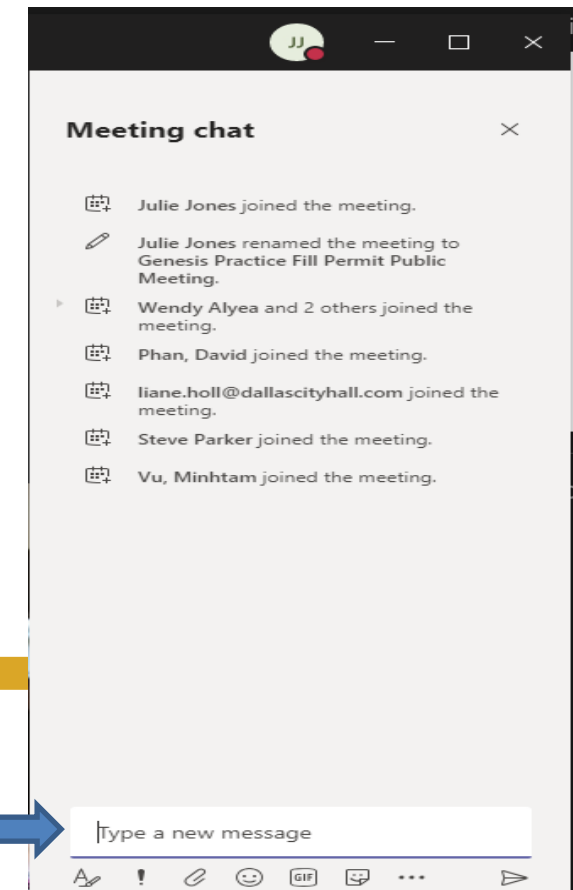 JJ
Meeting chat
Julie Jones joined the meeting.
Julie Jones renamed the meeting to
Genesis Practice Fill Permit Public
Meeting.
Wendy Alyea and 2 others joined the
meeting.
Phan, David joined the meeting.
liane.holl@dallascityhall.com joined the
meeting.
Steve Parker joined the meeting.
Vu, Minhtam joined the meeting.
Type a new message
GIF